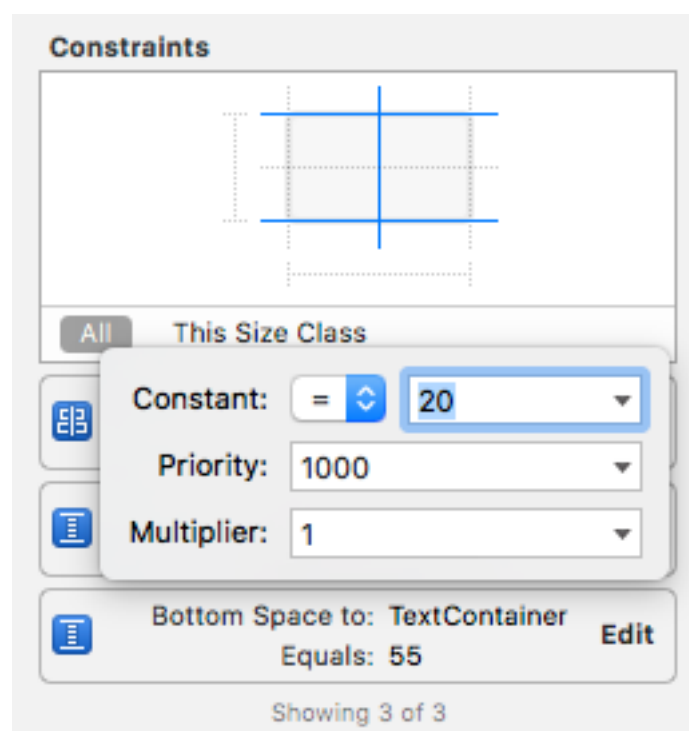 Constraints
All This Size Class
Constant: = 20
Priority: 1000
Multiplier: 1
Bottom Space to: TextContainer
Equals: 55
Edit
Showing 3 of 3